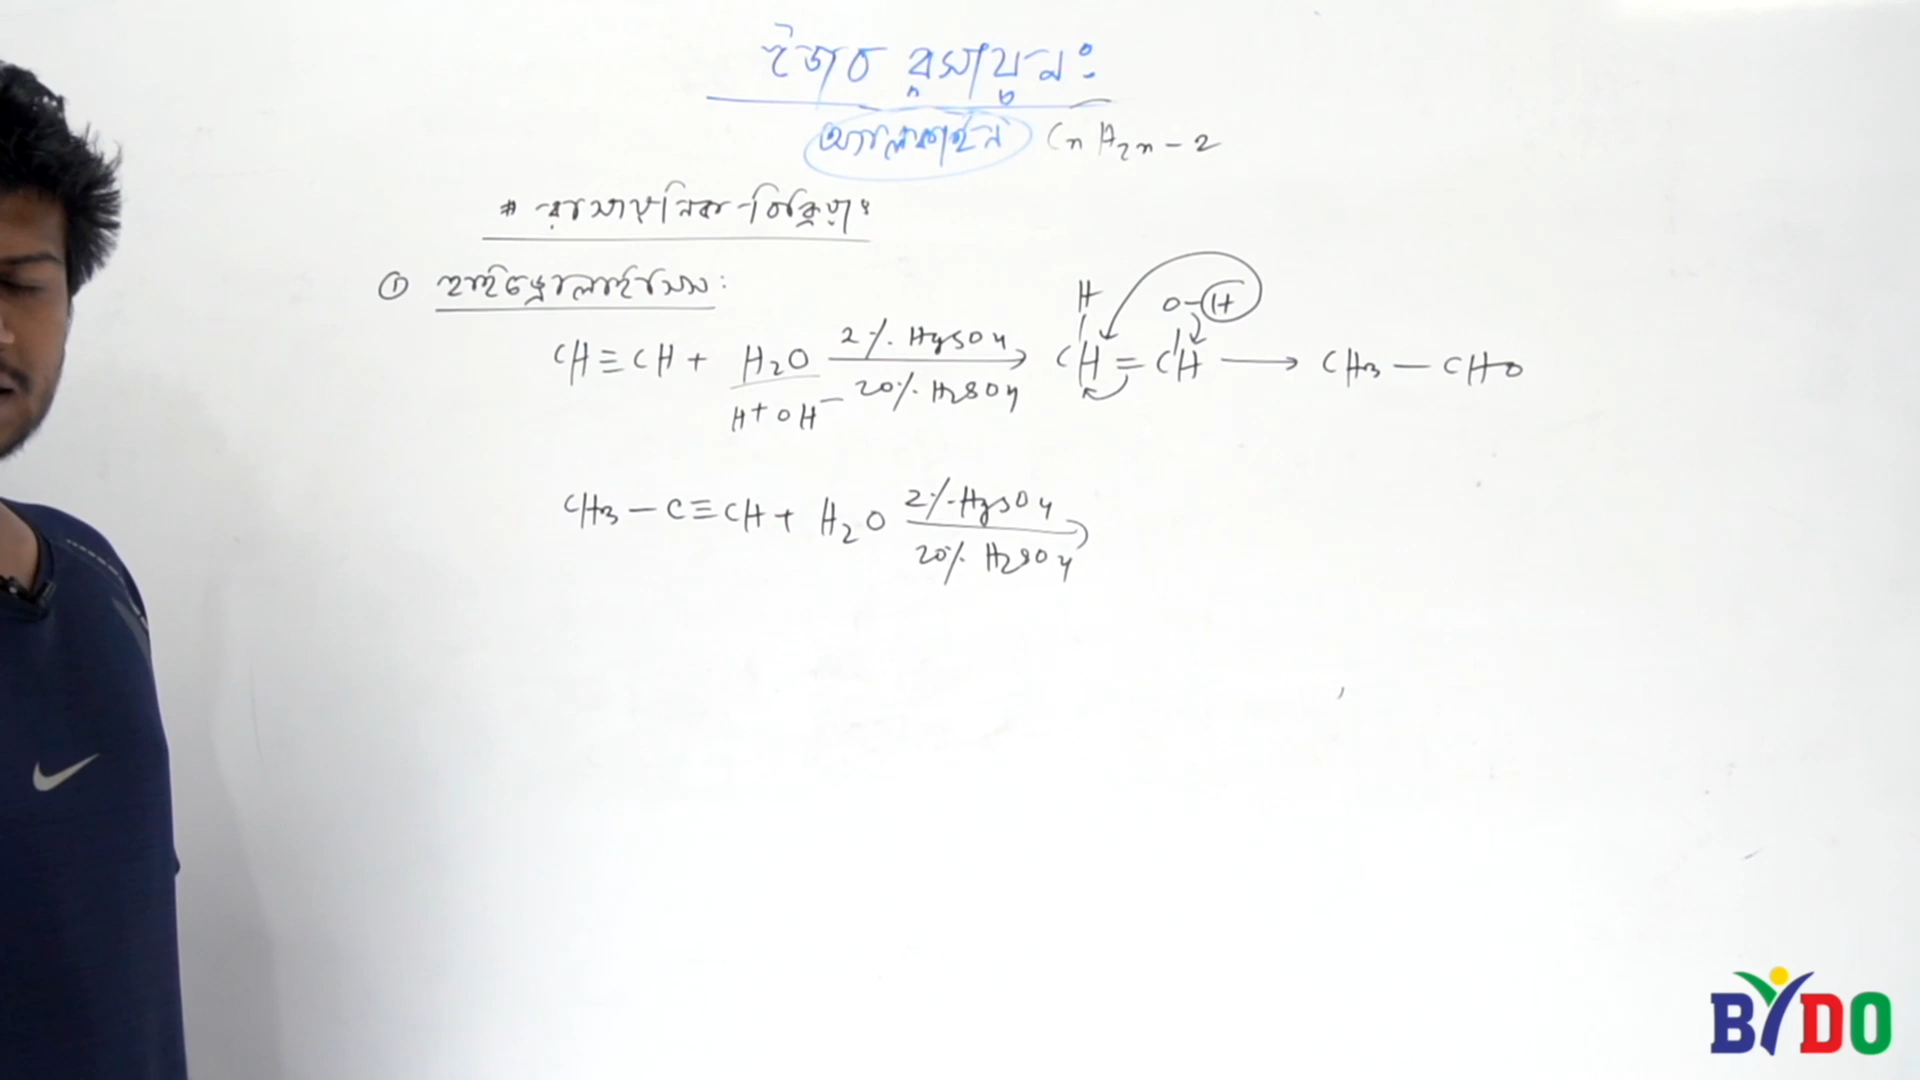 জৈব রসায়নঃ
অ্যালকাইন CnH2n-2
# রাসায়নিক বিক্রিয়াঃ
① হাইড্রোলাইসিস:
CH≡CH + H2O 2% HgSO4 20% H2SO4 → CH=CH → CH3—CHO
H O-H
H+ OH-
CH3—C≡CH + H2O 2% HgSO4 20% H2SO4 →
BYDO